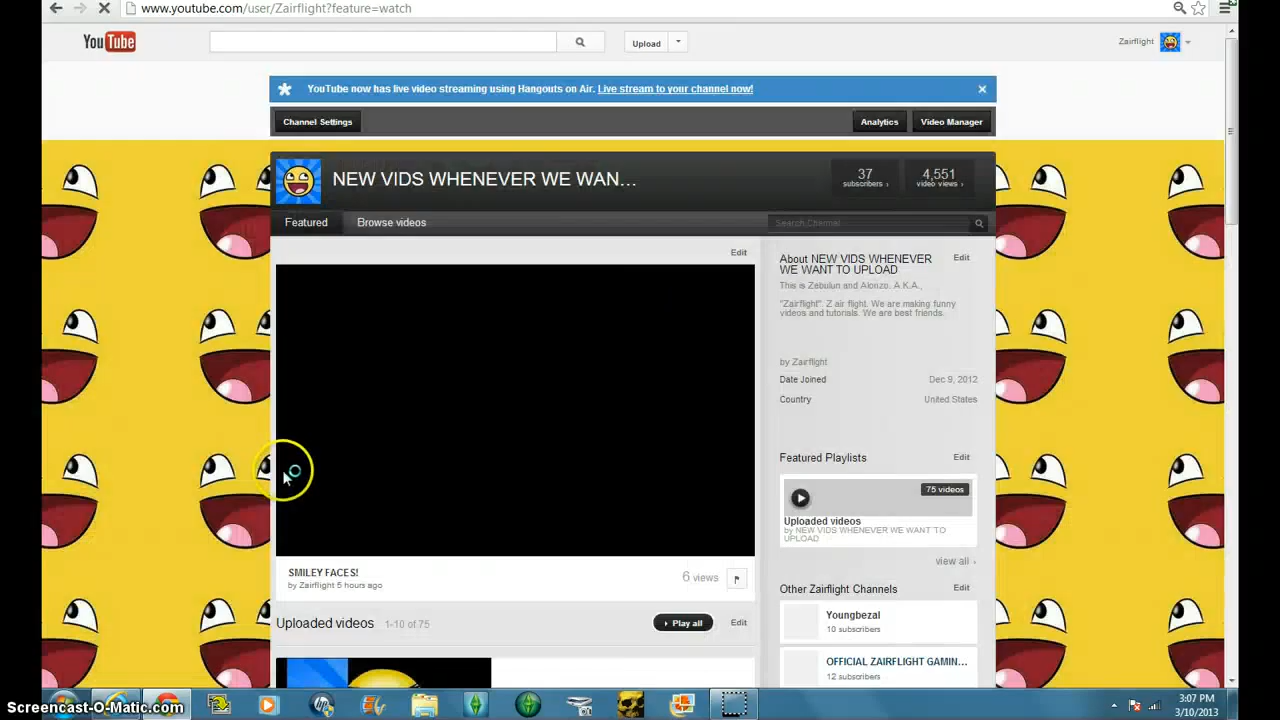 www.youtube.com/user/Zairflight?feature=watch
YouTube
Upload
Zairflight
YouTube now has live video streaming using Hangouts on Air. Live stream to your channel now!
Channel Settings
Analytics
Video Manager
NEW VIDS WHENEVER WE WAN...
37
subscribers ›
4,551
video views ›
Featured
Browse videos
Search Channel
Edit
About NEW VIDS WHENEVER
WE WANT TO UPLOAD
Edit
This is Zebulun and Alonzo. A.K.A.,
"Zairflight". Z air flight. We are making funny
videos and tutorials. We are best friends.
by Zairflight
Date Joined
Dec 9, 2012
Country
United States
Featured Playlists
Edit
75 videos
Uploaded videos
by NEW VIDS WHENEVER WE WANT TO
UPLOAD
view all ›
SMILEY FACES!
by Zairflight 5 hours ago
6 views
Other Zairflight Channels
Edit
Youngbezal
10 subscribers
OFFICIAL ZAIRFLIGHT GAMIN...
12 subscribers
Uploaded videos
1-10 of 75
Play all
Edit
3:07 PM
3/10/2013
Screencast-O-Matic.com